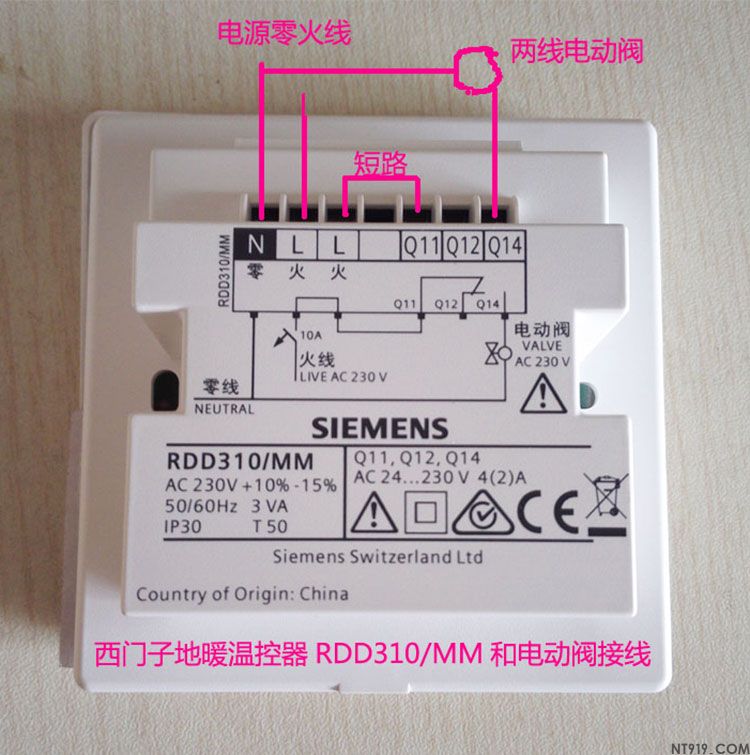 电源零火线
两线电动阀
短路
RDD310/MM
N L L Q11 Q12 Q14
零 火 火
Q11 Q12 Q14
10A
火线
LIVE AC 230 V
电动阀
VALVE
AC 230 V
零线
NEUTRAL
SIEMENS
RDD310/MM
AC 230V +10% -15%
50/60Hz 3 VA
IP30 T 50
Q11, Q12, Q14
AC 24...230 V 4(2)A
CE
Siemens Switzerland Ltd
Country of Origin: China
西门子地暖温控器 RDD310/MM 和电动阀接线
NT919.COM